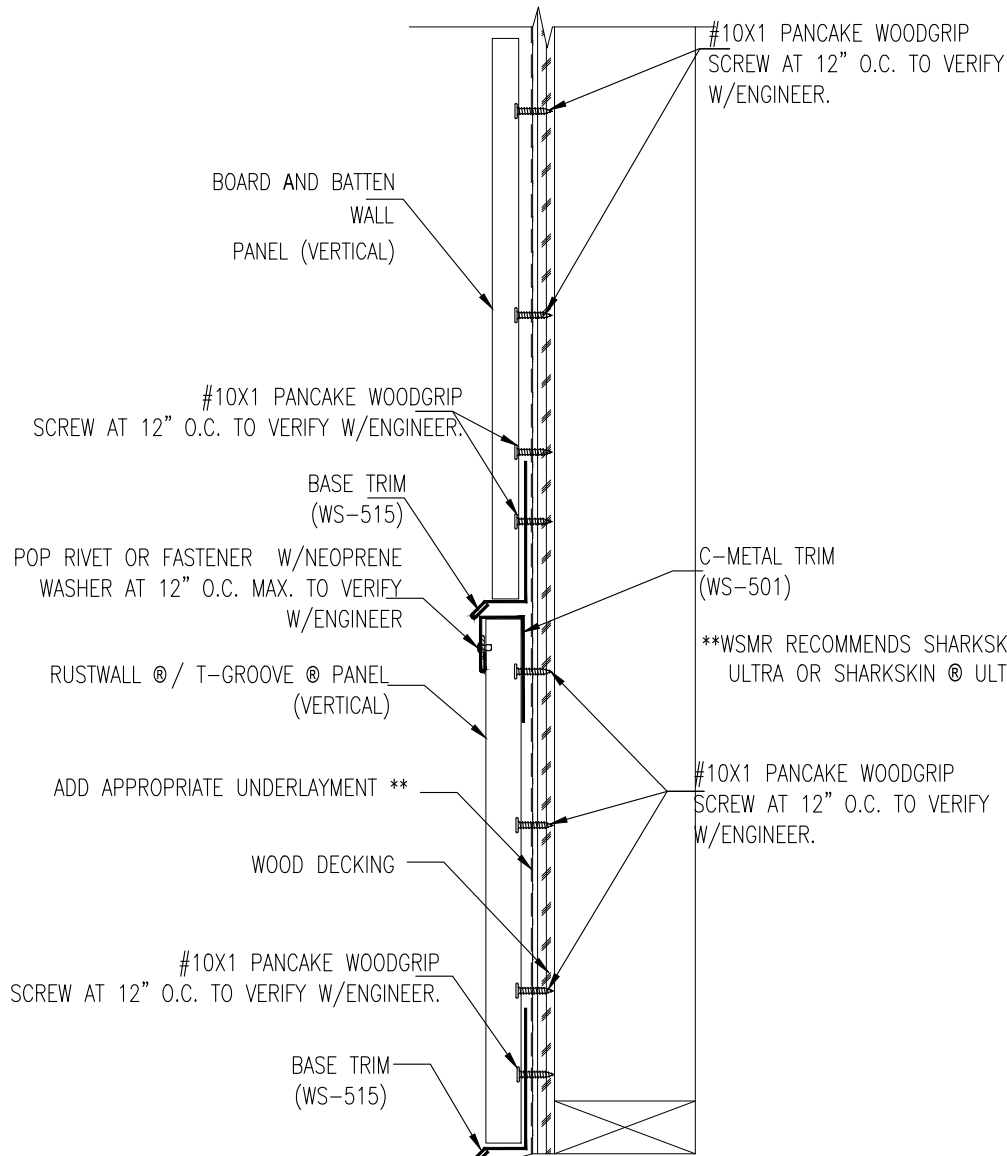 #10X1 PANCAKE WOODGRIP
SCREW AT 12" O.C. TO VERIFY
W/ENGINEER.
BOARD AND BATTEN
WALL
PANEL (VERTICAL)
#10X1 PANCAKE WOODGRIP
SCREW AT 12" O.C. TO VERIFY W/ENGINEER.
BASE TRIM
(WS-515)
POP RIVET OR FASTENER W/NEOPRENE
WASHER AT 12" O.C. MAX. TO VERIFY
W/ENGINEER
C-METAL TRIM
(WS-501)
**WSMR RECOMMENDS
ULTRA OR SHARKSKIN ®
RUSTWALL ® / T-GROOVE ® PANEL
(VERTICAL)
ADD APPROPRIATE UNDERLAYMENT **
#10X1 PANCAKE WOODGRIP
SCREW AT 12" O.C. TO VERIFY
W/ENGINEER.
WOOD DECKING
#10X1 PANCAKE WOODGRIP
SCREW AT 12" O.C. TO VERIFY W/ENGINEER.
BASE TRIM
(WS-515)